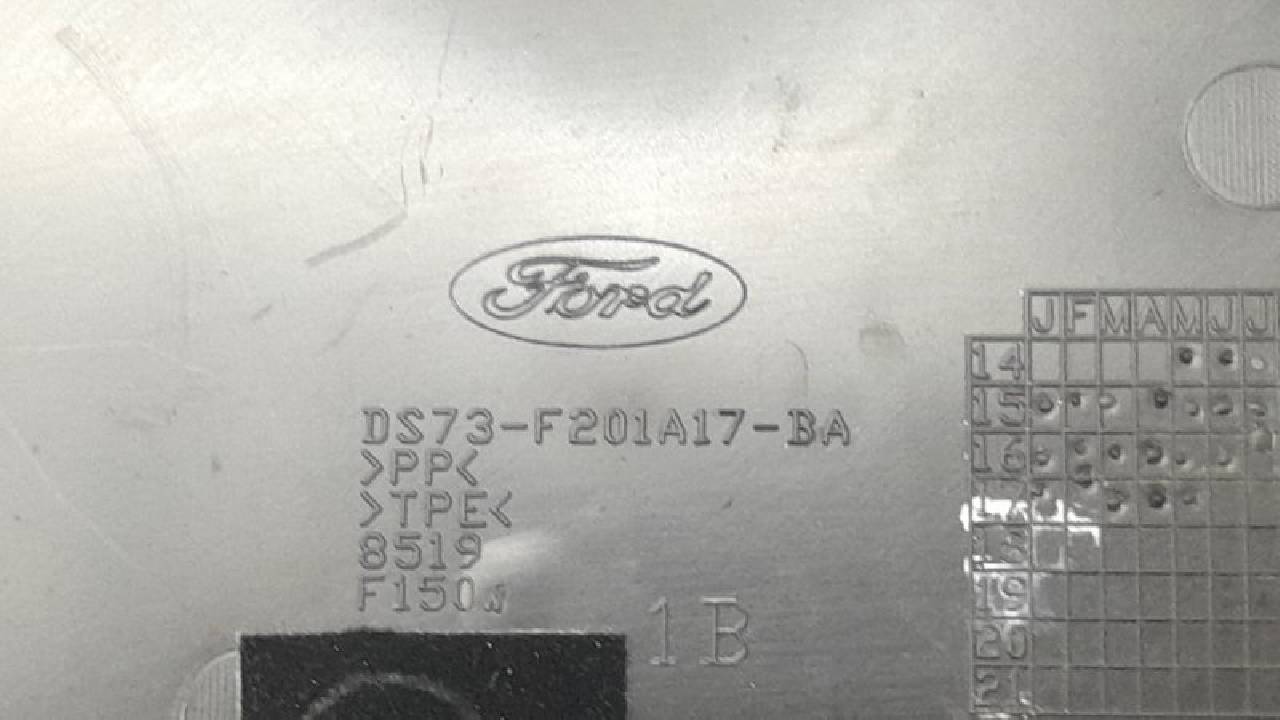 Ford
DS73-F201A17-BA
>PP<
>TPE<
8519
F150
1B
J F M A M J J
14
15
16
18
19
20
21